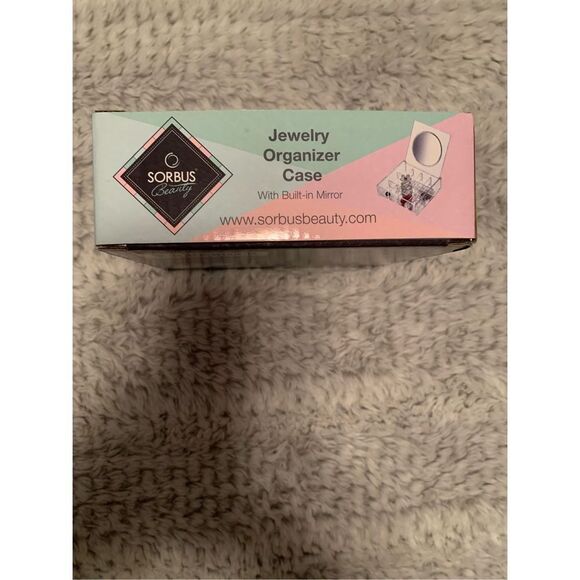 SORBUS
Beauty
Jewelry
Organizer
Case
With Built-in Mirror
www.sorbusbeauty.com